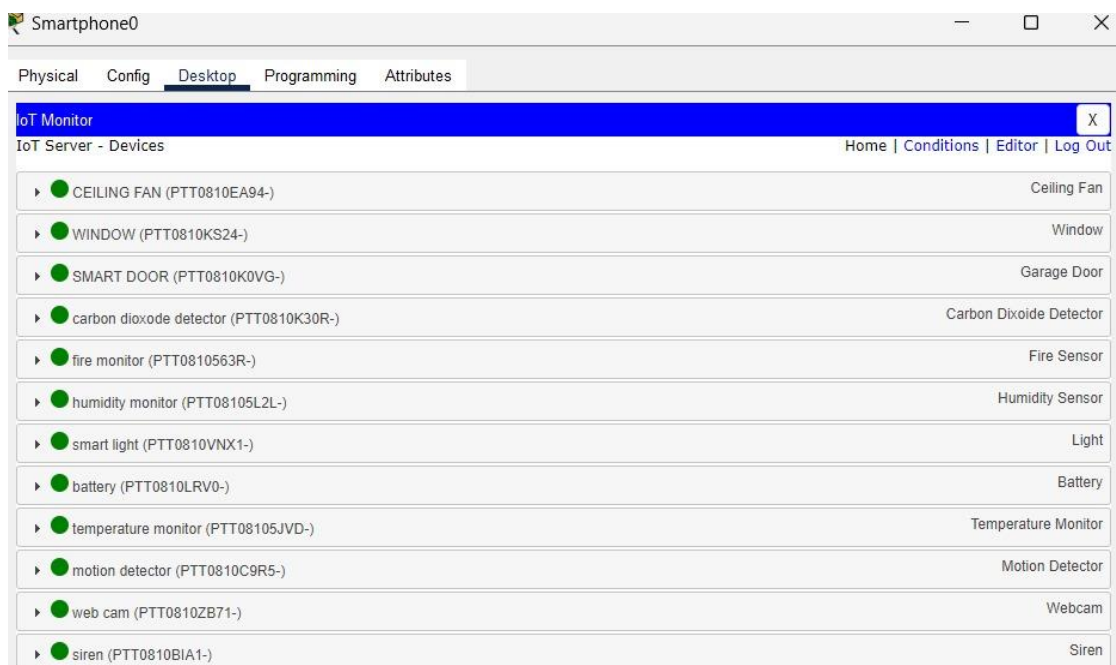 Smartphone0
Physical Config Desktop Programming Attributes
IoT Monitor X
IoT Server - Devices Home | Conditions | Editor | Log Out
CEILING FAN (PTT0810EA94-) Ceiling Fan
WINDOW (PTT0810KS24-) Window
SMART DOOR (PTT0810K0VG-) Garage Door
carbon dioxode detector (PTT0810K30R-) Carbon Dixoide Detector
fire monitor (PTT0810563R-) Fire Sensor
humidity monitor (PTT08105L2L-) Humidity Sensor
smart light (PTT0810VNX1-) Light
battery (PTT0810LRV0-) Battery
temperature monitor (PTT08105JVD-) Temperature Monitor
motion detector (PTT0810C9R5-) Motion Detector
web cam (PTT0810ZB71-) Webcam
siren (PTT0810BIA1-) Siren